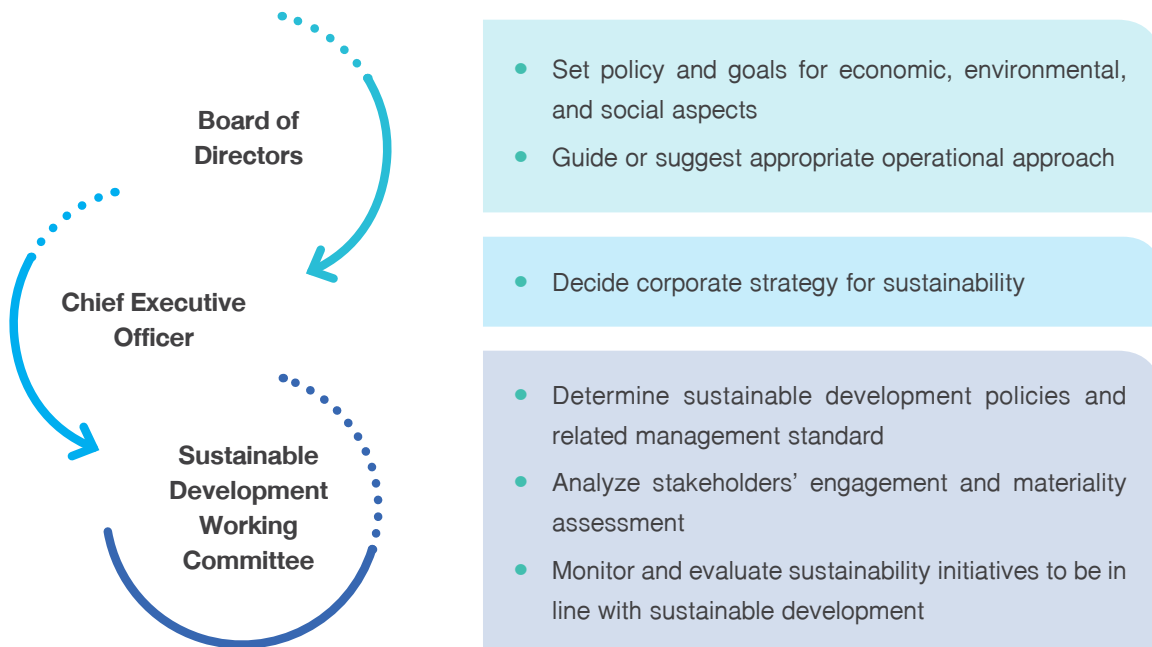 Board of
Directors
• Set policy and goals for economic, environmental,
and social aspects
• Guide or suggest appropriate operational approach
Chief Executive
Officer
• Decide corporate strategy for sustainability
Sustainable
Development
Working
Committee
• Determine sustainable development policies and
related management standard
• Analyze stakeholders’ engagement and materiality
assessment
• Monitor and evaluate sustainability initiatives to be in
line with sustainable development